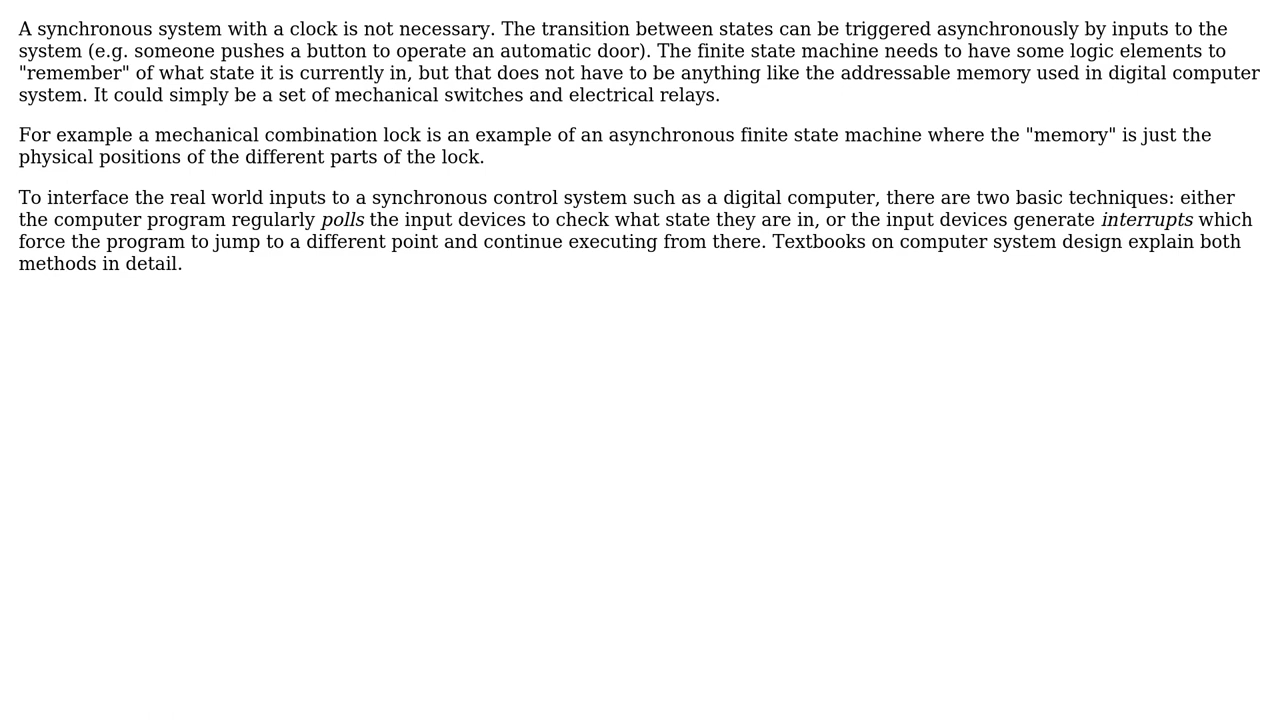 A synchronous system with a clock is not necessary. The transition between states can be triggered asynchronously by inputs to the
system (e.g. someone pushes a button to operate an automatic door). The finite state machine needs to have some logic elements to
"remember" of what state it is currently in, but that does not have to be anything like the addressable memory used in digital computer
system. It could simply be a set of mechanical switches and electrical relays.
For example a mechanical combination lock is an example of an asynchronous finite state machine where the "memory" is just the
physical positions of the different parts of the lock.
To interface the real world inputs to a synchronous control system such as a digital computer, there are two basic techniques: either
the computer program regularly polls the input devices to check what state they are in, or the input devices generate interrupts which
force the program to jump to a different point and continue executing from there. Textbooks on computer system design explain both
methods in detail.